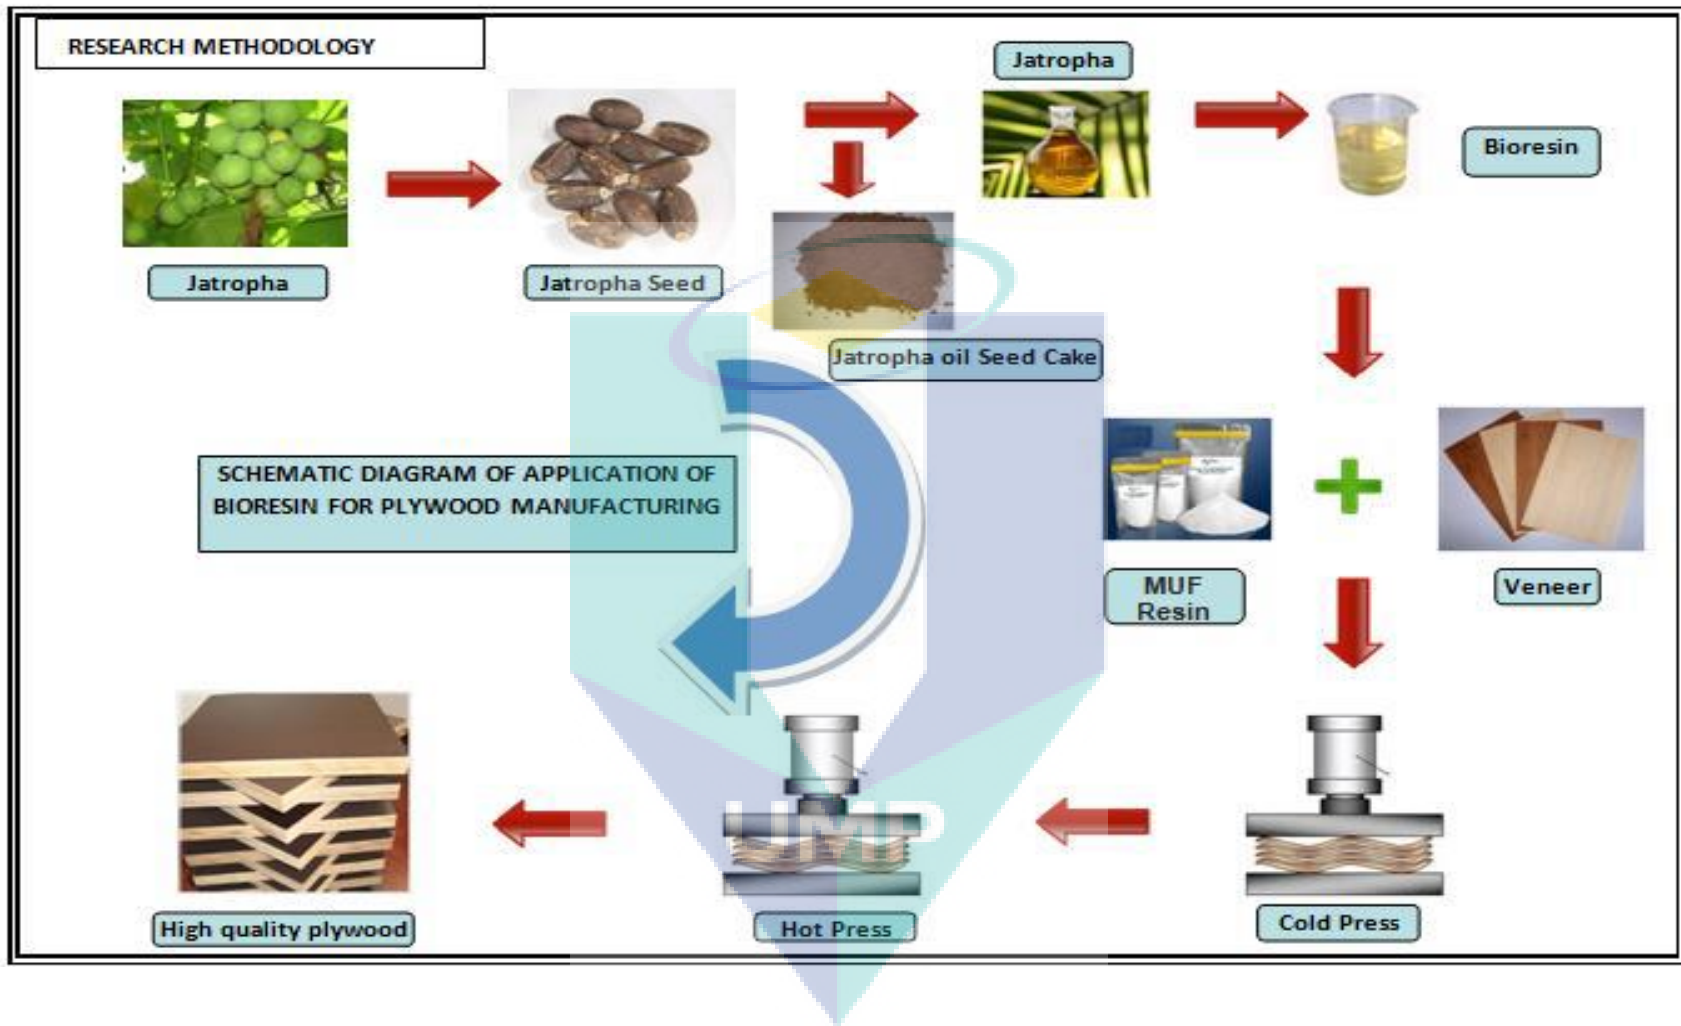 RESEARCH METHODOLOGY
Jatropha
Jatropha
Jatropha Seed
Bioresin
Jatropha oil Seed Cake
SCHEMATIC DIAGRAM OF APPLICATION OF
BIORESIN FOR PLYWOOD MANUFACTURING
MUF
Resin
Veneer
UMP
High quality plywood
Hot Press
Cold Press